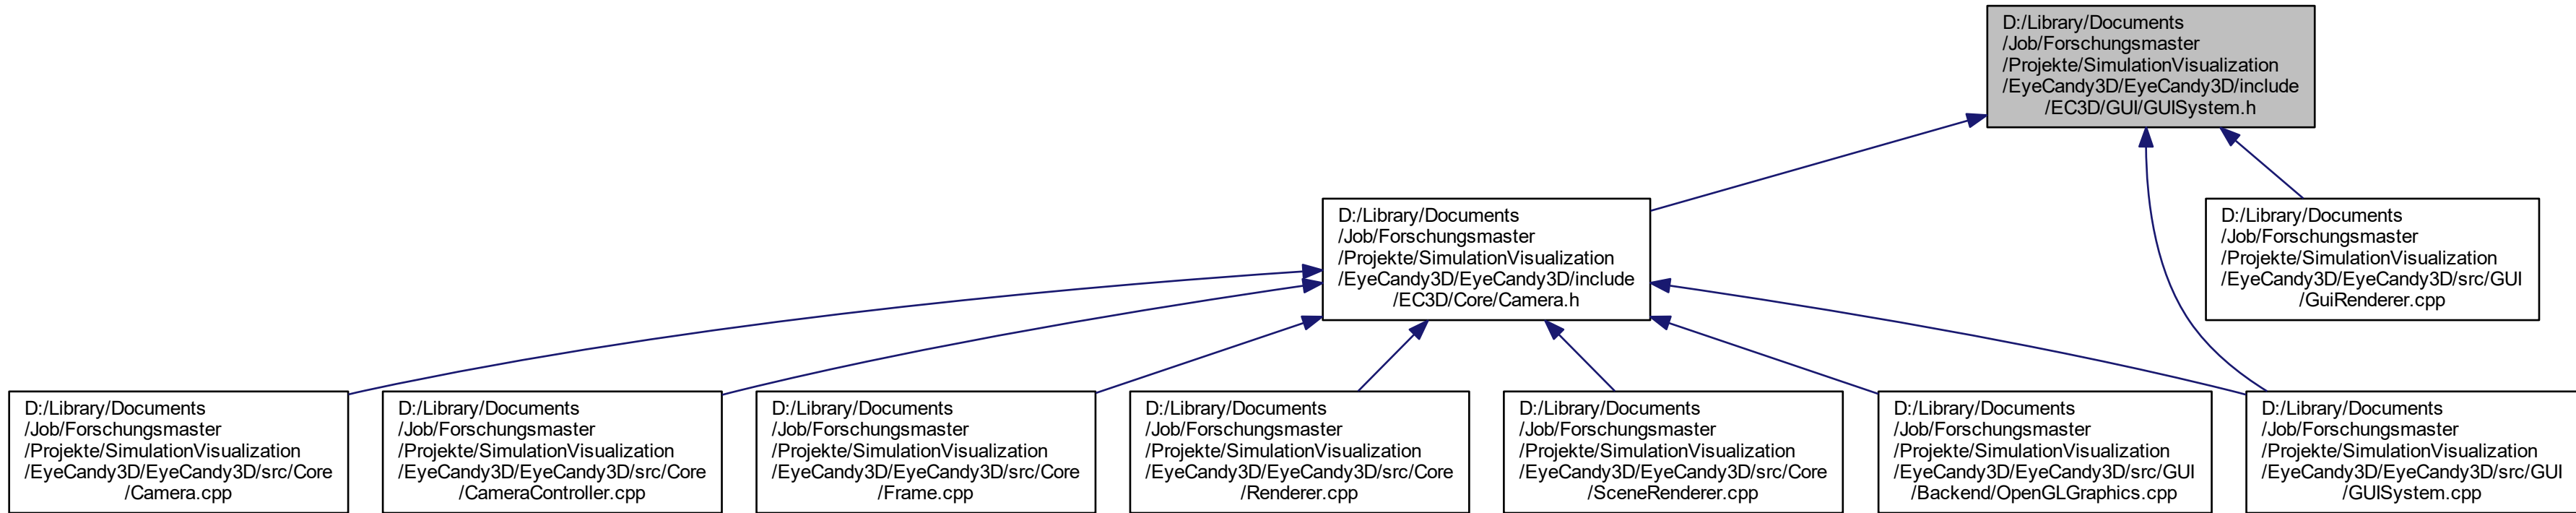 D:/Library/Documents
/Job/Forschungsmaster
/Projekte/SimulationVisualization
/EyeCandy3D/EyeCandy3D/include
/EC3D/GUI/GUISystem.h
D:/Library/Documents
/Job/Forschungsmaster
/Projekte/SimulationVisualization
/EyeCandy3D/EyeCandy3D/include
/EC3D/Core/Camera.h
D:/Library/Documents
/Job/Forschungsmaster
/Projekte/SimulationVisualization
/EyeCandy3D/EyeCandy3D/src/GUI
/GuiRenderer.cpp
D:/Library/Documents
/Job/Forschungsmaster
/Projekte/SimulationVisualization
/EyeCandy3D/EyeCandy3D/src/Core
/Camera.cpp
D:/Library/Documents
/Job/Forschungsmaster
/Projekte/SimulationVisualization
/EyeCandy3D/EyeCandy3D/src/Core
/CameraController.cpp
D:/Library/Documents
/Job/Forschungsmaster
/Projekte/SimulationVisualization
/EyeCandy3D/EyeCandy3D/src/Core
/Frame.cpp
D:/Library/Documents
/Job/Forschungsmaster
/Projekte/SimulationVisualization
/EyeCandy3D/EyeCandy3D/src/Core
/Renderer.cpp
D:/Library/Documents
/Job/Forschungsmaster
/Projekte/SimulationVisualization
/EyeCandy3D/EyeCandy3D/src/Core
/SceneRenderer.cpp
D:/Library/Documents
/Job/Forschungsmaster
/Projekte/SimulationVisualization
/EyeCandy3D/EyeCandy3D/src/GUI
/Backend/OpenGLGraphics.cpp
D:/Library/Documents
/Job/Forschungsmaster
/Projekte/SimulationVisualization
/EyeCandy3D/EyeCandy3D/src/GUI
/GUISystem.cpp